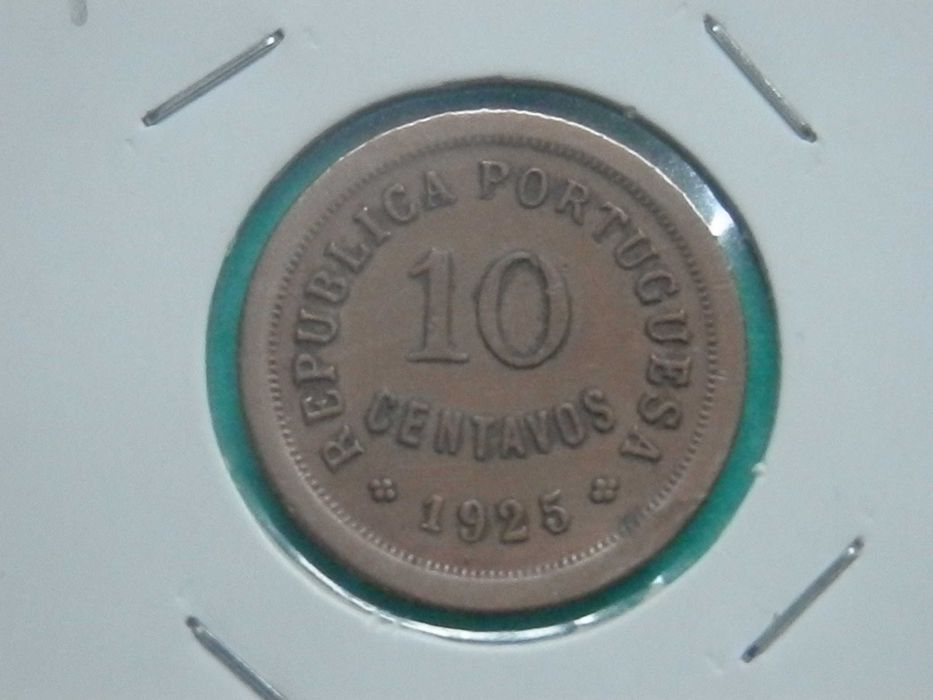 REPUBLICA PORTUGUESA
10
CENTAVOS
1925